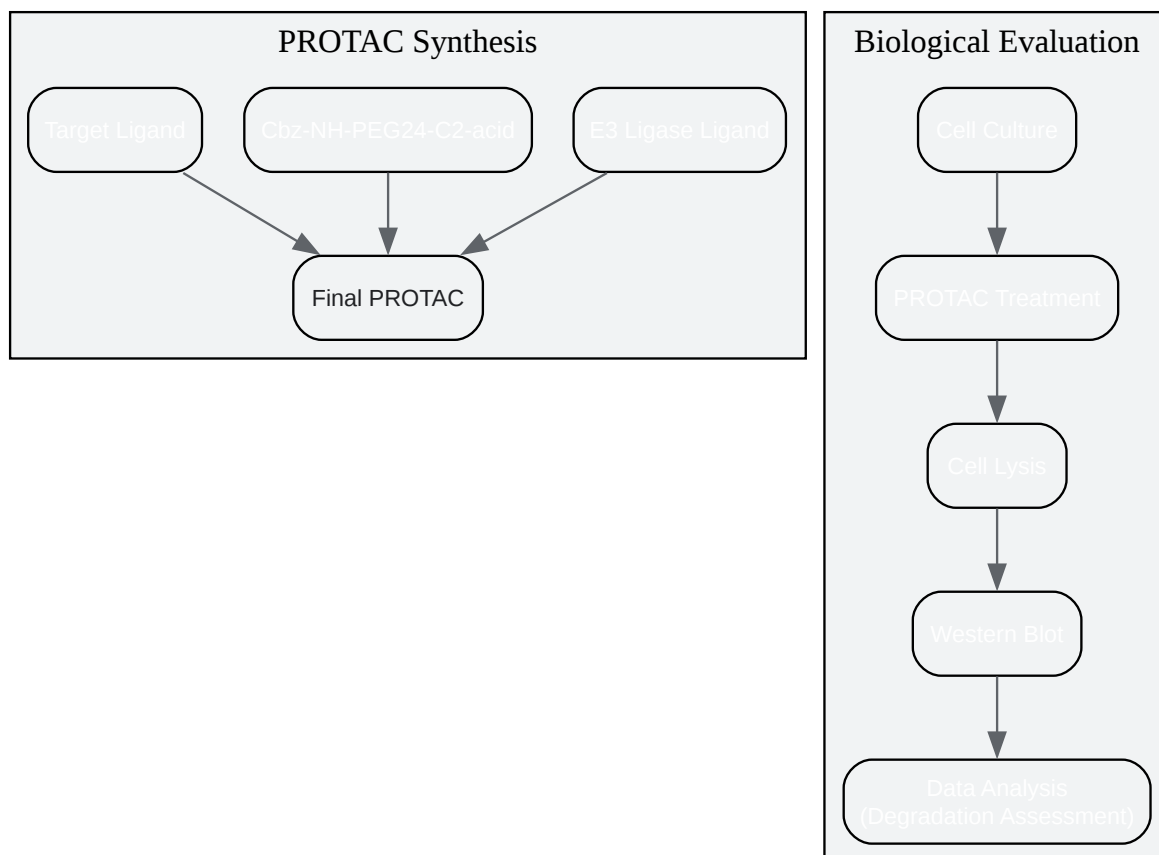 PROTAC Synthesis
Target Ligand
Cbz-NH-PEG24-C2-acid
E3 Ligase Ligand
Final PROTAC
Biological Evaluation
Cell Culture
PROTAC Treatment
Cell Lysis
Western Blot
Data Analysis
(Degradation Assessment)